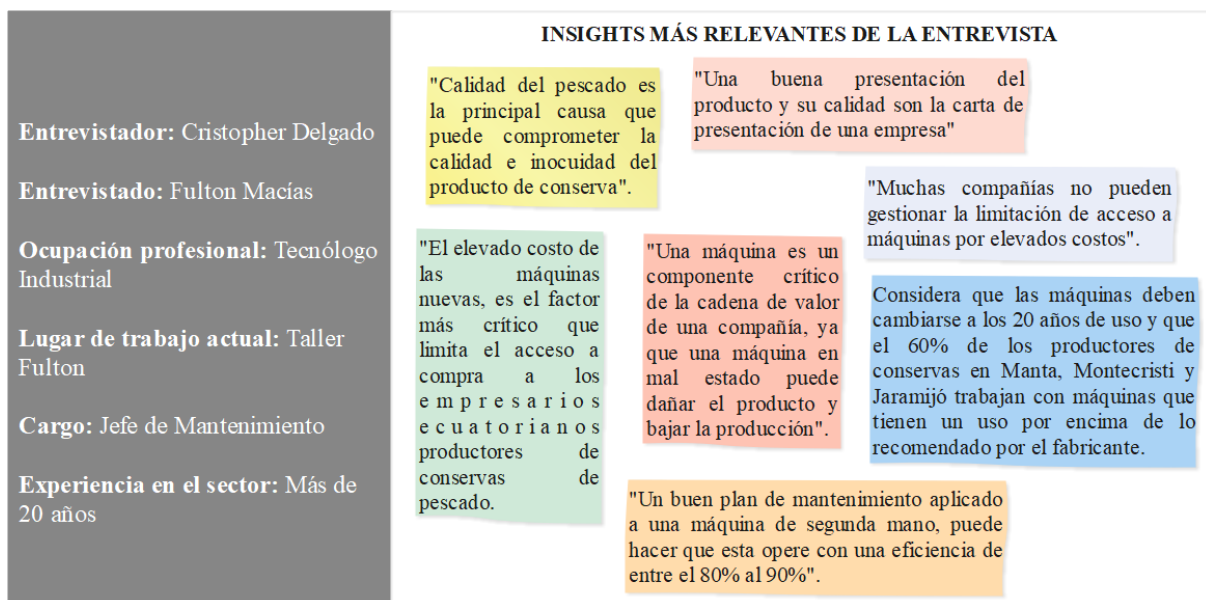 Entrevistador: Cristopher Delgado
Entrevistado: Fulton Macías
Ocupación profesional: Tecnólogo
Industrial
Lugar de trabajo actual: Taller
Fulton
Cargo: Jefe de Mantenimiento
Experiencia en el sector: Más de
20 años
INSIGHTS MÁS RELEVANTES DE LA ENTREVISTA
"Calidad del pescado es
la principal causa que
puede comprometer la
calidad e inocuidad del
producto de conserva".
"Una buena presentación del
producto y su calidad son la carta de
presentación de una empresa"
"Muchas compañías no pueden
gestionar la limitación de acceso a
máquinas por elevados costos".
"El elevado costo de
las máquinas
nuevas, es el factor
más crítico que
limita el acceso a
compra a los
empresarios
ecuatorianos
productores de
conservas de
pescado.
"Una máquina es un
componente crítico
de la cadena de valor
de una compañía, ya
que una máquina en
mal estado puede
dañar el producto y
bajar la producción".
Considera que las máquinas deben
cambiarse a los 20 años de uso y que
el 60% de los productores de
conservas en Manta, Montecristi y
Jaramijó trabajan con máquinas que
tienen un uso por encima de lo
recomendado por el fabricante.
"Un buen plan de mantenimiento aplicado
a una máquina de segunda mano, puede
hacer que esta opere con una eficiencia de
entre el 80% al 90%".